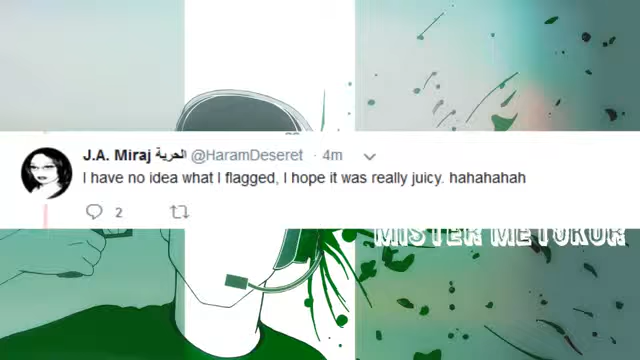 J.A. Miraj الحرية @HaramDeseret · 4m
I have no idea what I flagged, I hope it was really juicy. hahahahah
2
MISTER METOKUR